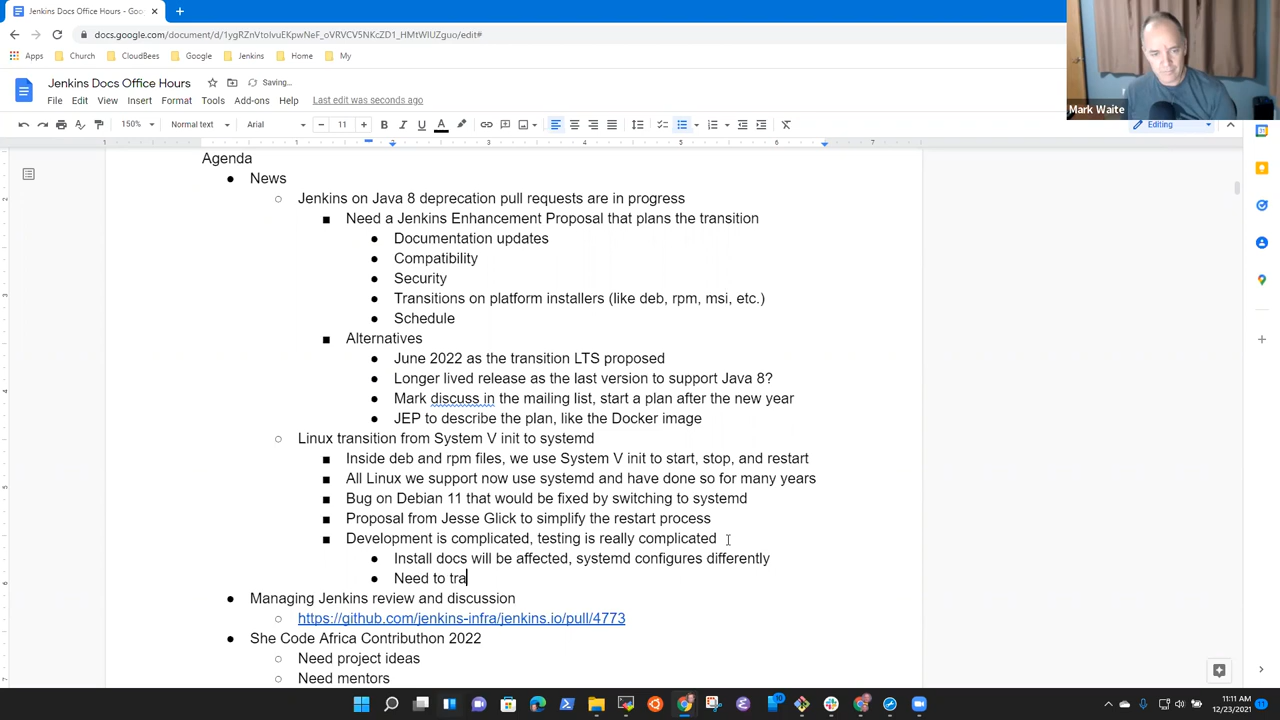 Jenkins Docs Office Hours - Goo
docs.google.com/document/d/1ygRZnVtoIvuEKpwNeF_oVRVCV5NKcZD1_HMtWIUZguo/edit#
Apps Church CloudBees Google Jenkins Home My
Jenkins Docs Office Hours Saving...
File Edit View Insert Format Tools Add-ons Help Last edit was seconds ago
Mark Waite
150% Normal text Arial 11 Editing
1 1 2 3 4 5 6 7
Agenda
News
Jenkins on Java 8 deprecation pull requests are in progress
Need a Jenkins Enhancement Proposal that plans the transition
Documentation updates
Compatibility
Security
Transitions on platform installers (like deb, rpm, msi, etc.)
Schedule
Alternatives
June 2022 as the transition LTS proposed
Longer lived release as the last version to support Java 8?
Mark discuss in the mailing list, start a plan after the new year
JEP to describe the plan, like the Docker image
Linux transition from System V init to systemd
Inside deb and rpm files, we use System V init to start, stop, and restart
All Linux we support now use systemd and have done so for many years
Bug on Debian 11 that would be fixed by switching to systemd
Proposal from Jesse Glick to simplify the restart process
Development is complicated, testing is really complicated
Install docs will be affected, systemd configures differently
Need to tra
Managing Jenkins review and discussion
https://github.com/jenkins-infra/jenkins.io/pull/4773
She Code Africa Contributhon 2022
Need project ideas
Need mentors
11:11 AM
12/23/2021